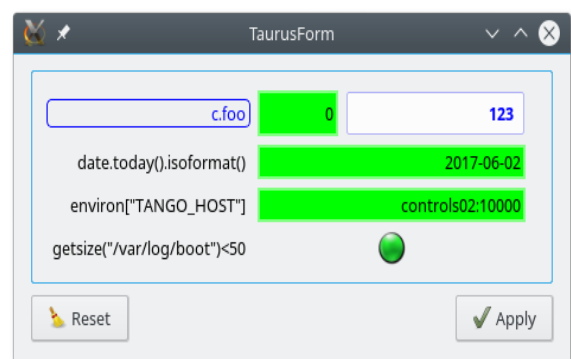 TaurusForm
c.foo 0 123
date.today().isoformat() 2017-06-02
environ["TANGO_HOST"] controls02:10000
getsize("/var/log/boot")<50
Reset Apply